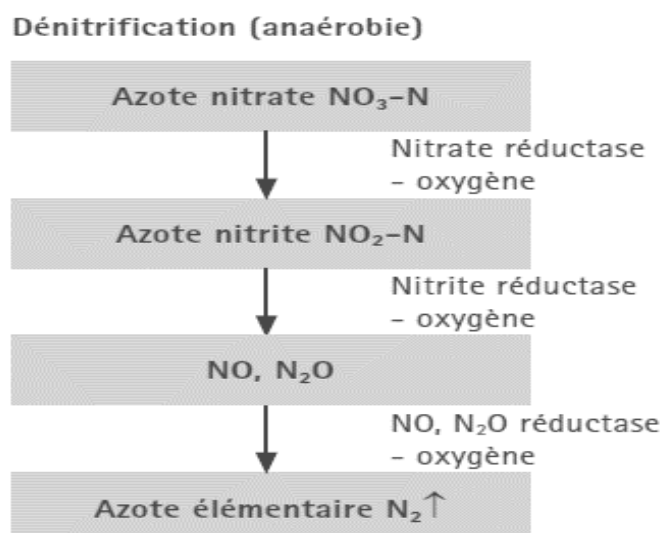 Dénitrification (anaérobie)
Azote nitrate NO₃–N
Nitrate réductase
– oxygène
Azote nitrite NO₂–N
Nitrite réductase
– oxygène
NO, N₂O
NO, N₂O réductase
– oxygène
Azote élémentaire N₂↑